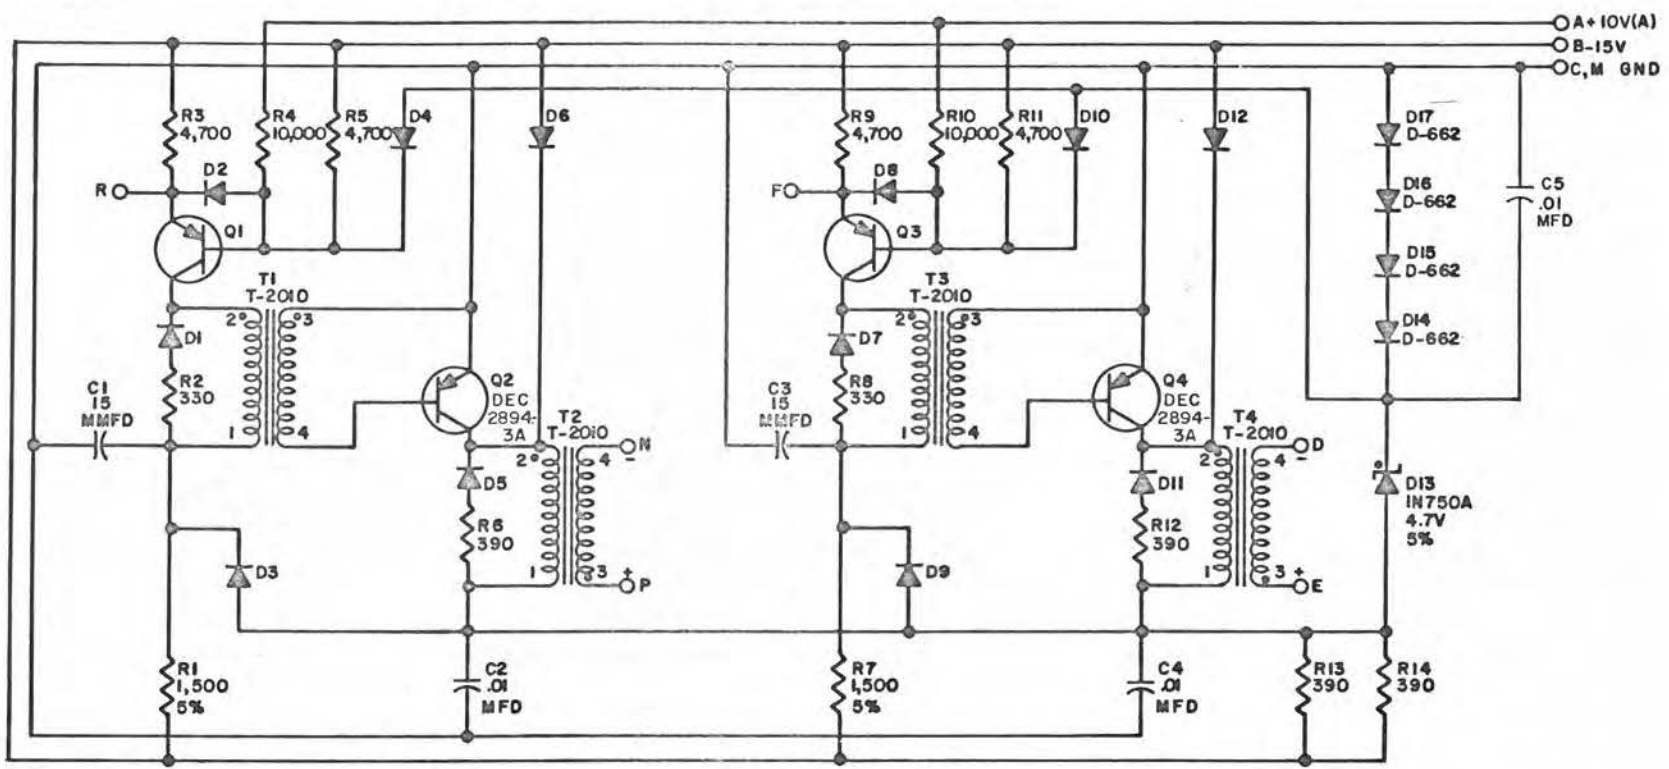 A+10V(A)
B-15V
C,M GND
R3
4,700
R4
10,000
R5
4,700
D4
D6
R9
4,700
R10
10,000
R11
4,700
D10
D12
D17
D-662
R
D2
F
D8
D16
D-662
C5
.01
MFD
Q1
Q3
D15
D-662
T1
T-2010
T3
T-2010
2
3
2
3
D14
D-662
D1
D7
R2
330
C1
15
MMFD
1
4
Q2
DEC
2894-
3A
T2
T-2010
N
-
R8
330
C3
15
MMFD
1
4
Q4
DEC
2894-
3A
T4
T-2010
D
-
2
4
2
4
D5
D11
D13
IN750A
4.7V
5%
R6
390
R12
390
D3
1
3
+
P
D9
1
3
+
E
R1
1,500
5%
C2
.01
MFD
R7
1,500
5%
C4
.01
MFD
R13
390
R14
390